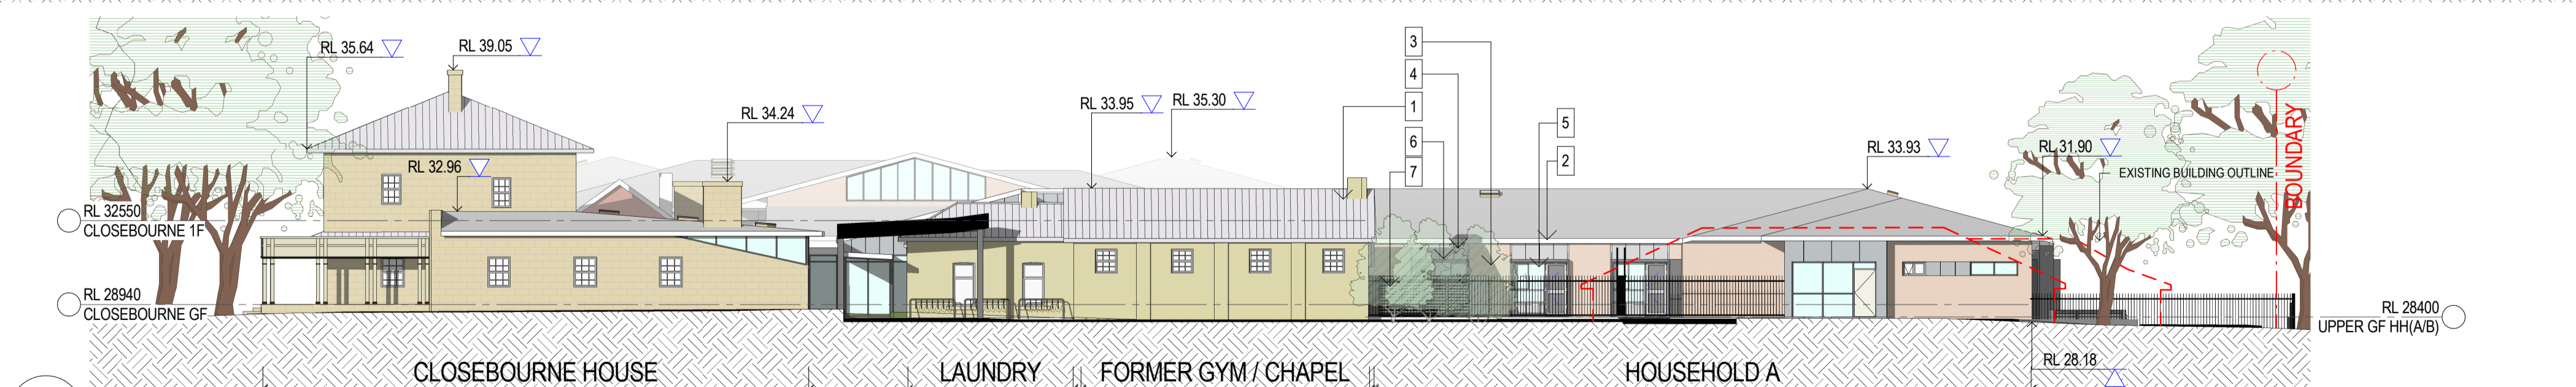 RL 35.64
RL 39.05
RL 34.24
RL 33.95
RL 35.30
3
4
1
6
7
5
2
RL 32.96
RL 33.93
RL 31.90
EXISTING BUILDING OUTLINE
BOUNDARY
RL 32550
CLOSEBOURNE 1F
RL 28940
CLOSEBOURNE GF
RL 28400
UPPER GF HH(A/B)
CLOSEBOURNE HOUSE
LAUNDRY
FORMER GYM / CHAPEL
HOUSEHOLD A
RL 28.18